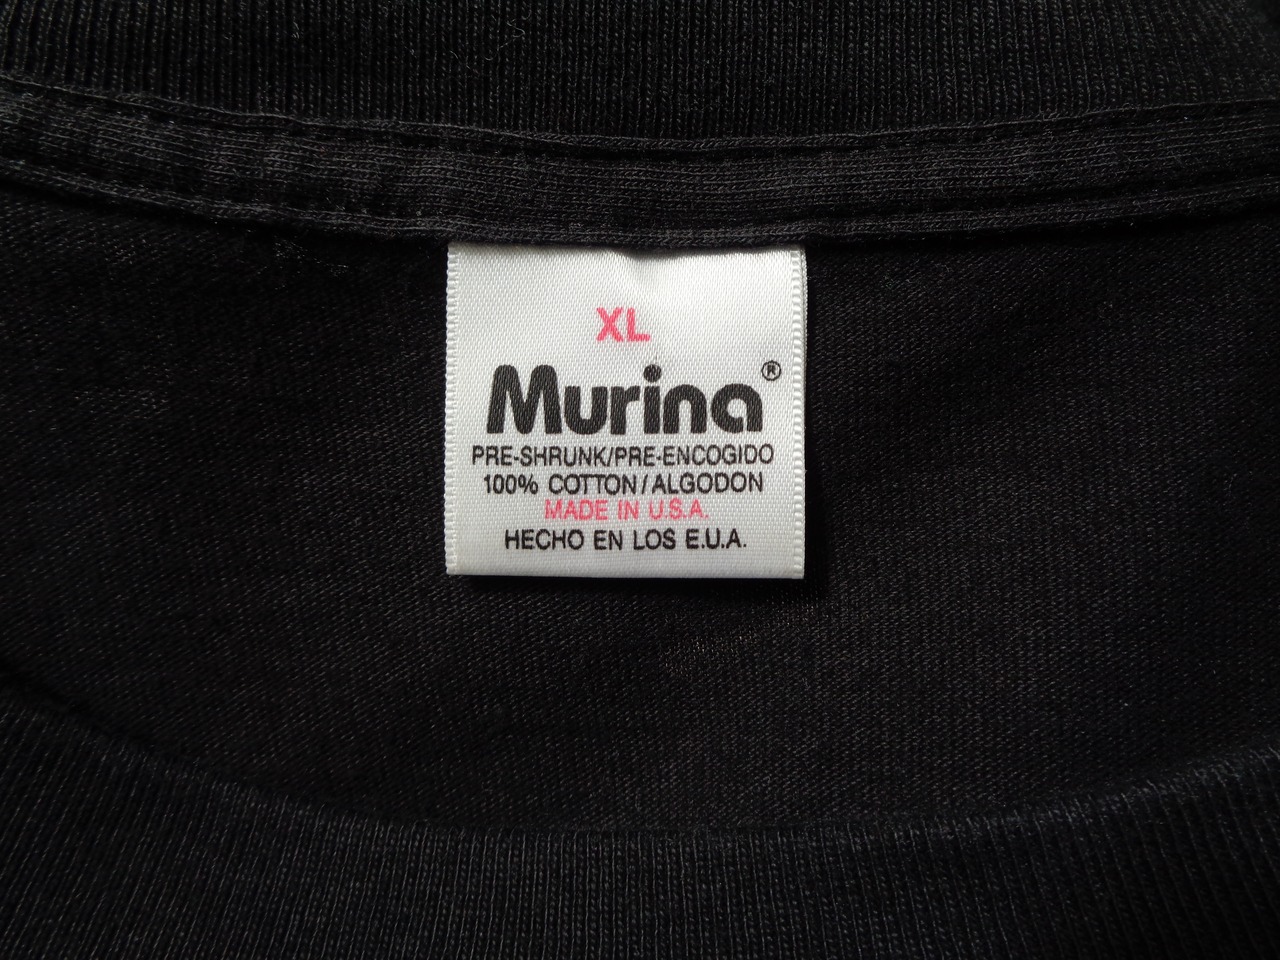 XL
Murina®
PRE-SHRUNK/PRE-ENCOGIDO
100% COTTON/ALGODON
MADE IN U.S.A.
HECHO EN LOS E.U.A.